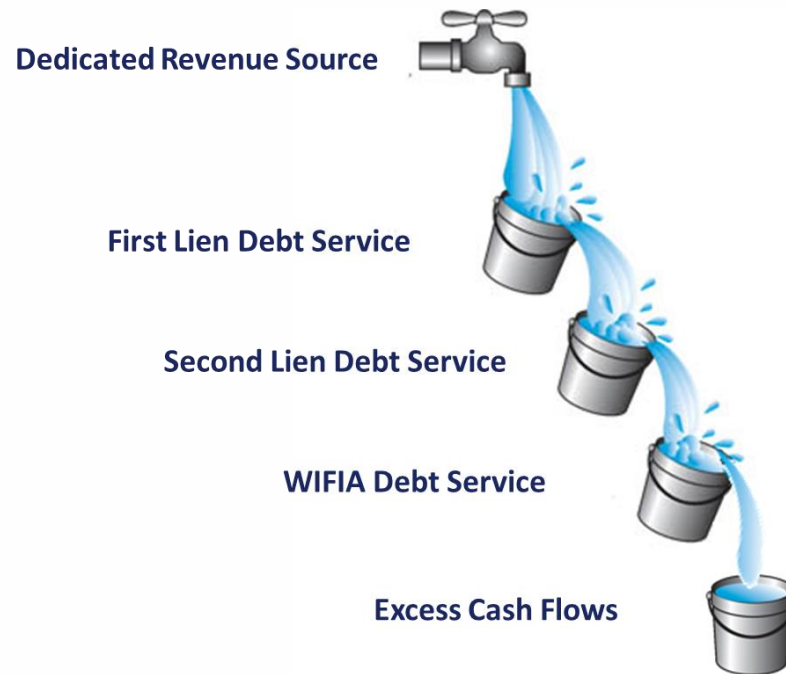 Dedicated Revenue Source
First Lien Debt Service
Second Lien Debt Service
WIFIA Debt Service
Excess Cash Flows